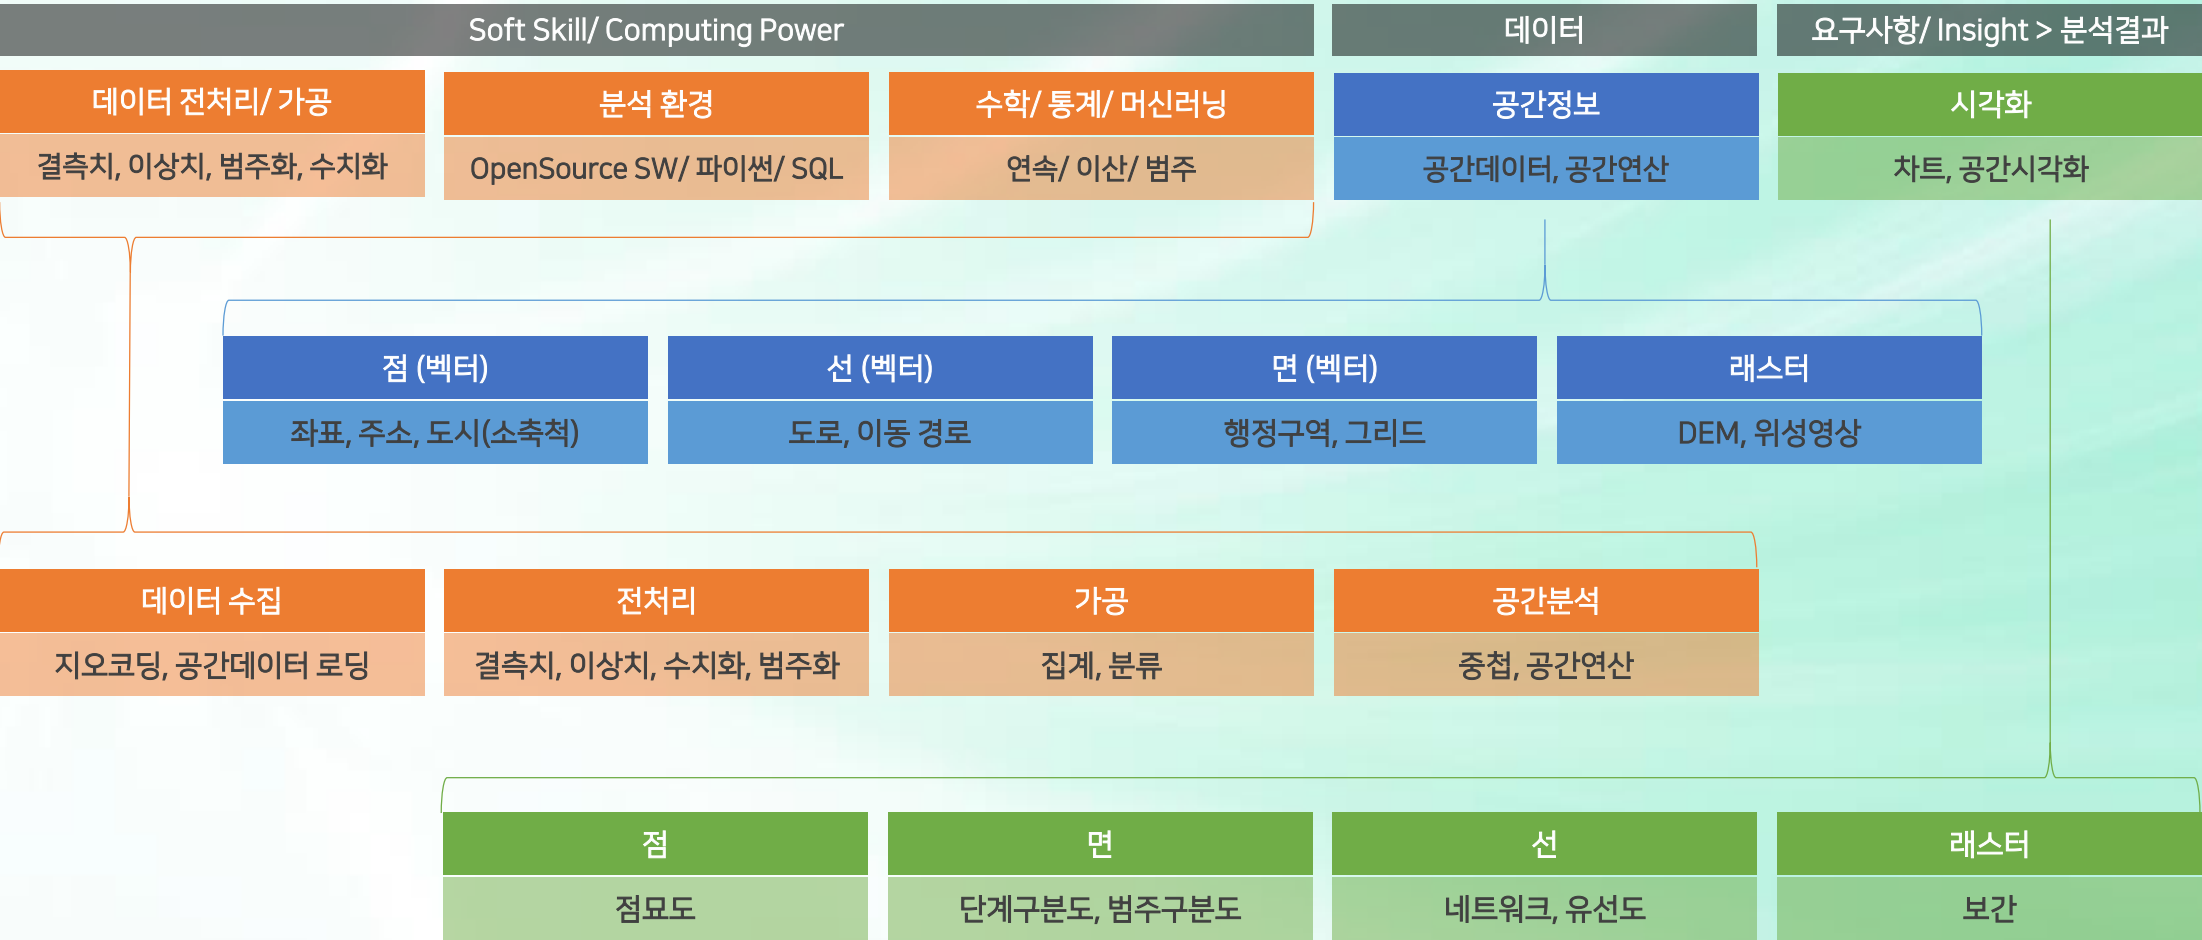 Soft Skill/ Computing Power
데이터
요구사항/ Insight > 분석결과
데이터 전처리/ 가공
분석 환경
수학/ 통계/ 머신러닝
공간정보
시각화
결측치, 이상치, 범주화, 수치화
OpenSource SW/ 파이썬/ SQL
연속/ 이산/ 범주
공간데이터, 공간연산
차트, 공간시각화
점 (벡터)
선 (벡터)
면 (벡터)
래스터
좌표, 주소, 도시(소축척)
도로, 이동 경로
행정구역, 그리드
DEM, 위성영상
데이터 수집
전처리
가공
공간분석
지오코딩, 공간데이터 로딩
결측치, 이상치, 수치화, 범주화
집계, 분류
중첩, 공간연산
점
면
선
래스터
점묘도
단계구분도, 범주구분도
네트워크, 유선도
보간